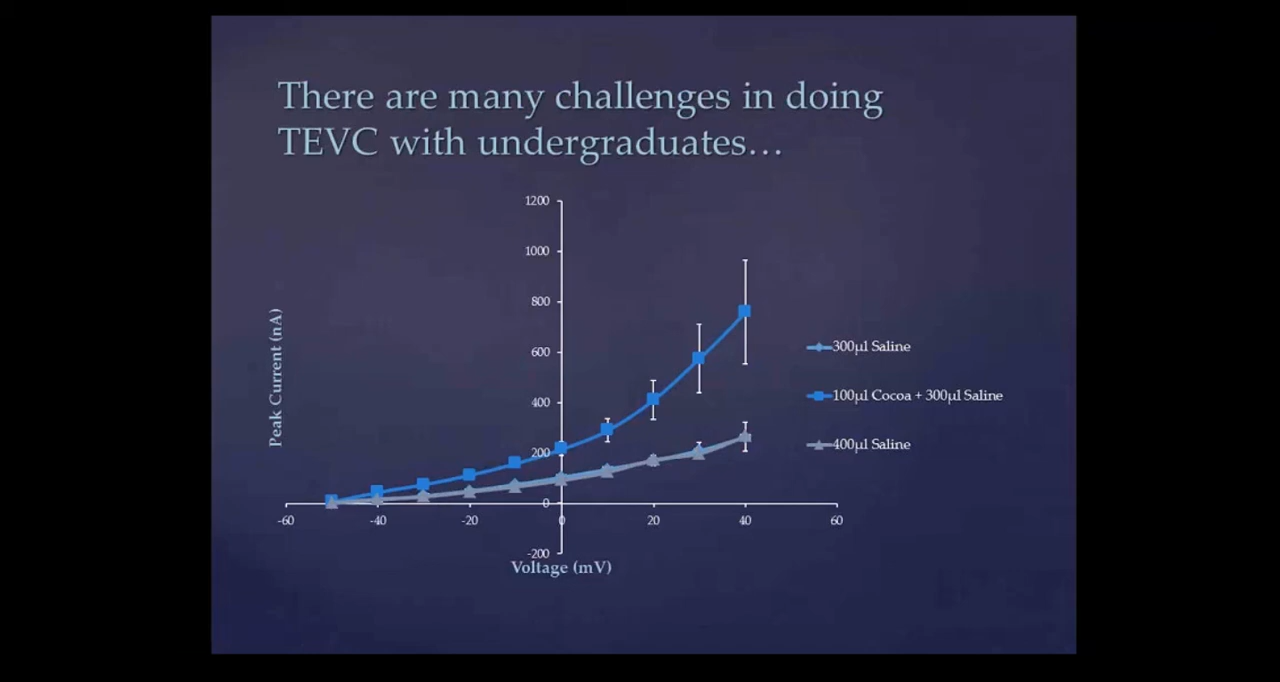 There are many challenges in doing
TEVC with undergraduates…
1200
1000
800
600
400
200
0
-200
-60
-40
-20
0
20
40
60
Peak Current (nA)
Voltage (mV)
300µl Saline
100µl Cocoa + 300µl Saline
400µl Saline